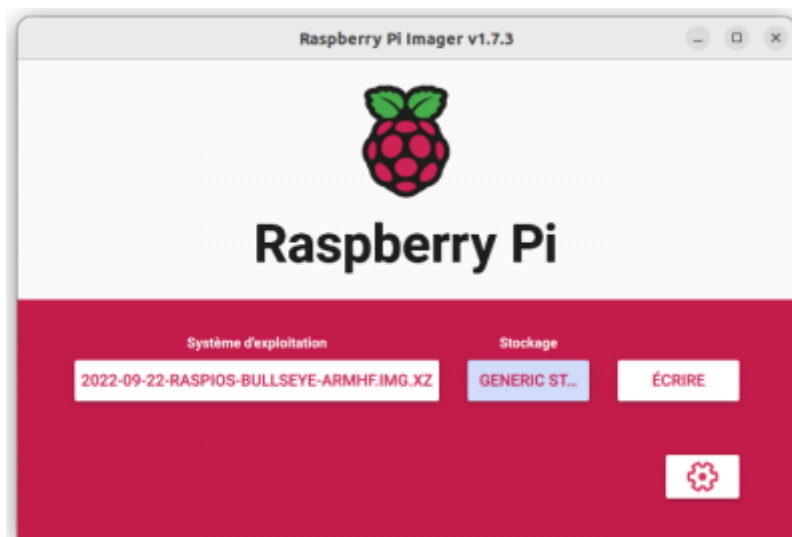 Raspberry Pi Imager v1.7.3
Raspberry Pi
Système d'exploitation
Stockage
2022-09-22-RASPIOS-BULLSEYE-ARMHF.IMG.XZ
GENERIC ST...
ÉCRIRE